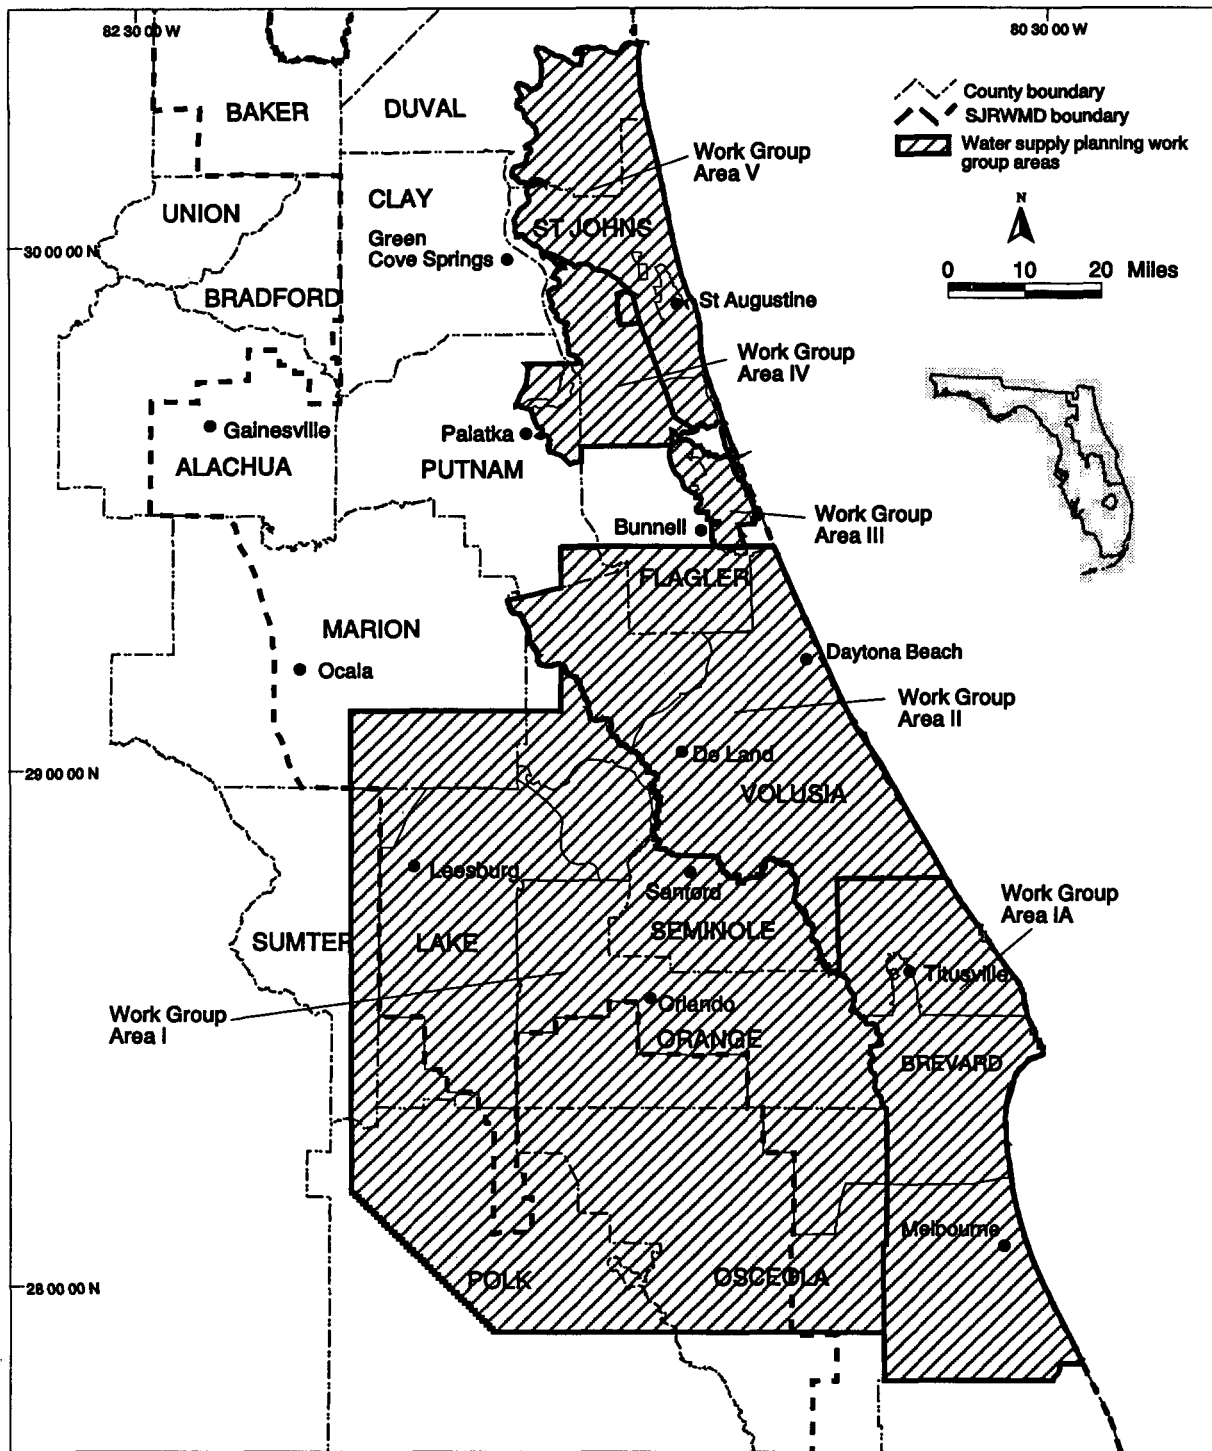 82 30 00 W
80 30 00 W
County boundary
SJRWMD boundary
Water supply planning work
group areas
BAKER
DUVAL
Work Group
Area V
UNION
CLAY
N
ST JOHNS
Green
Cove Springs
30 00 00 N
0 10 20 Miles
BRADFORD
St Augustine
Work Group
Area IV
Gainesville
Palatka
ALACHUA
PUTNAM
Bunnell
Work Group
Area III
FLAGLER
MARION
Ocala
Daytona Beach
Work Group
Area II
De Land
29 00 00 N
VOLUSIA
Leesburg
Sanford
Work Group
Area IA
SUMTER
LAKE
SEMINOLE
Titusville
Orlando
Work Group
Area I
ORANGE
BREVARD
Melbourne
POLK
OSCEOLA
28 00 00 N